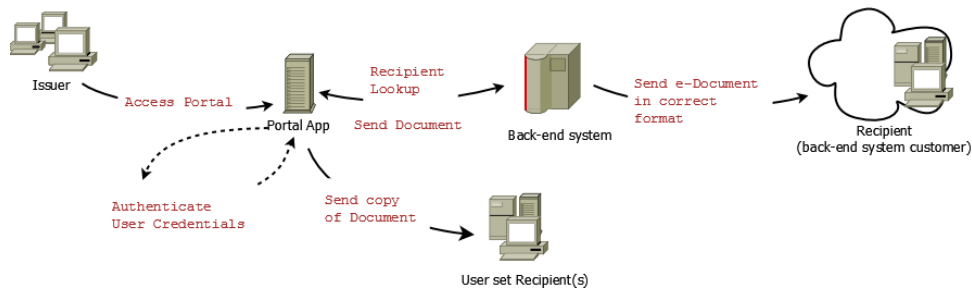 Issuer
Access Portal
Portal App
Authenticate
User Credentials
Recipient
Lookup
Send Document
Send copy
of Document
User set Recipient(s)
Back-end system
Send e-Document
in correct
format
Recipient
(back-end system customer)